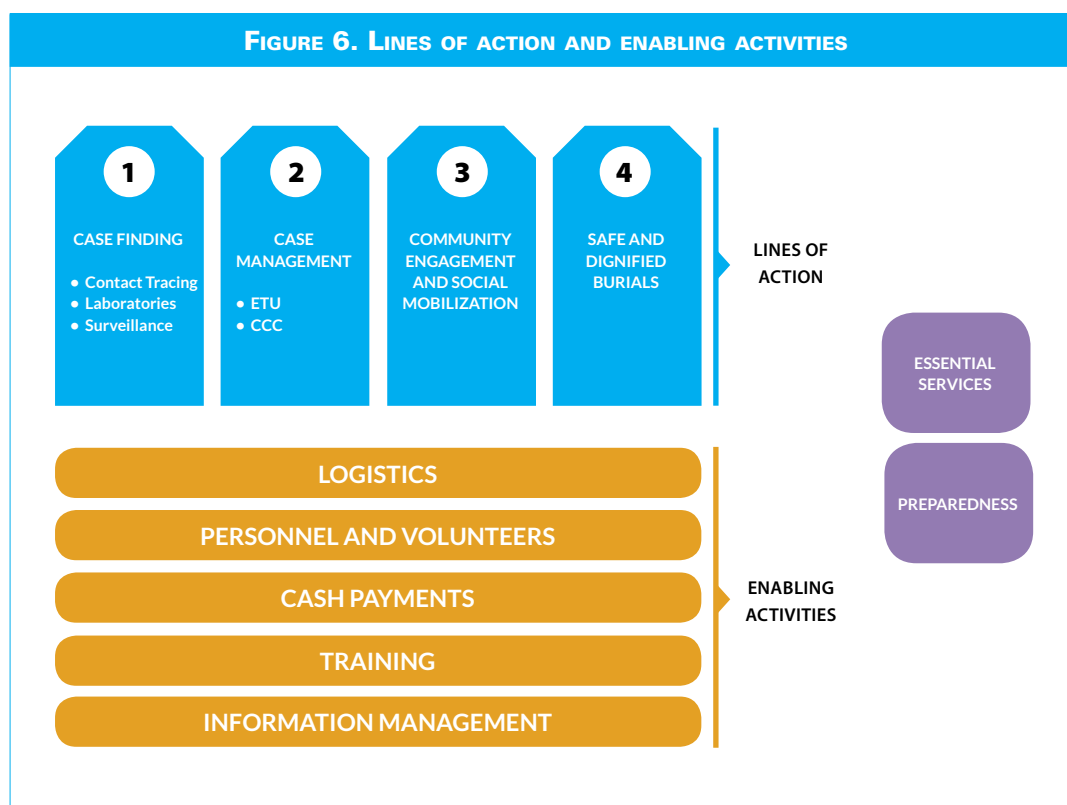 FIGURE 6. LINES OF ACTION AND ENABLING ACTIVITIES
1
CASE FINDING
• Contact Tracing
• Laboratories
• Surveillance
2
CASE
MANAGEMENT
• ETU
• CCC
3
COMMUNITY
ENGAGEMENT
AND SOCIAL
MOBILIZATION
4
SAFE AND
DIGNIFIED
BURIALS
LINES OF
ACTION
ESSENTIAL
SERVICES
PREPAREDNESS
LOGISTICS
PERSONNEL AND VOLUNTEERS
CASH PAYMENTS
TRAINING
INFORMATION MANAGEMENT
ENABLING
ACTIVITIES